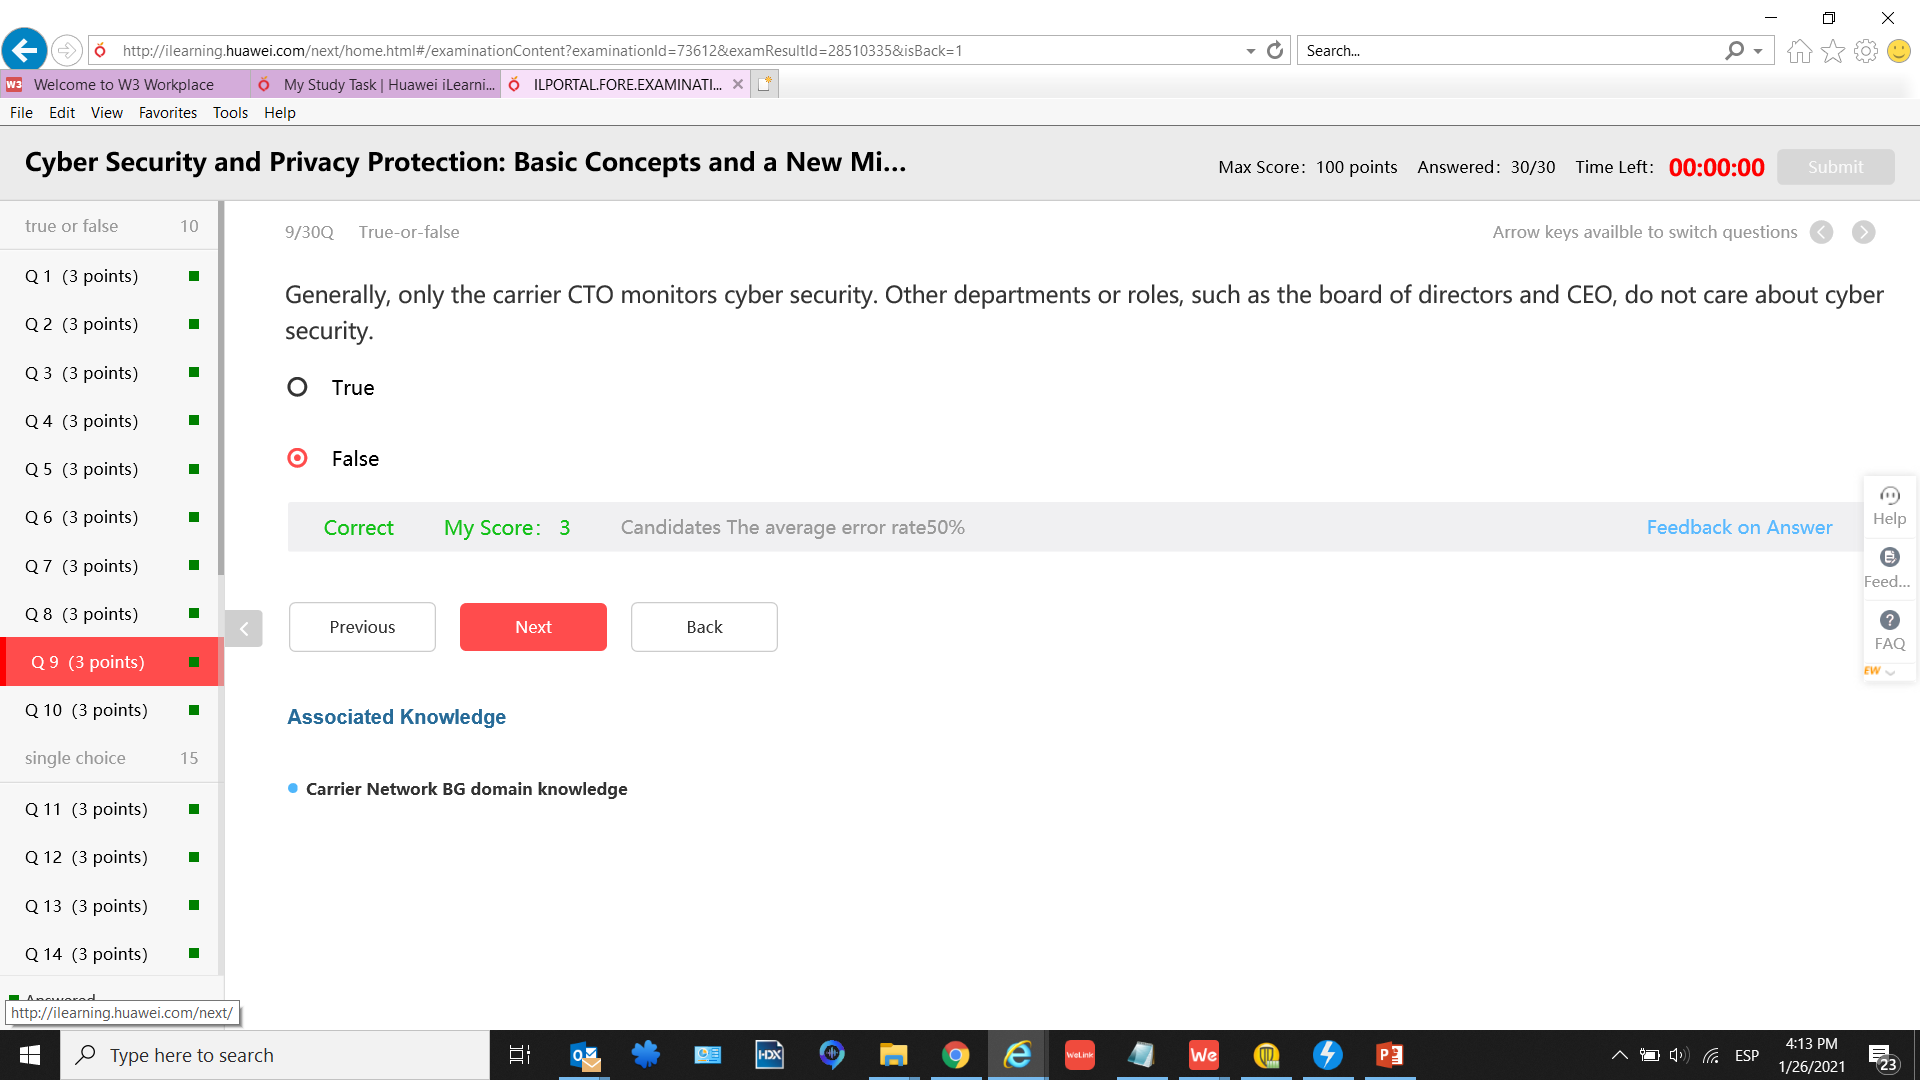 http://ilearning.huawei.com/next/home.html#/examinationContent?examinationId=73612&examResultId=28510335&isBack=1
Search...
W3 Welcome to W3 Workplace
My Study Task | Huawei iLearni...
ILPORTAL.FORE.EXAMINATI...
File Edit View Favorites Tools Help
Cyber Security and Privacy Protection: Basic Concepts and a New Mi...
Max Score: 100 points Answered: 30/30 Time Left: 00:00:00 Submit
true or false 10
Q 1 (3 points)
Q 2 (3 points)
Q 3 (3 points)
Q 4 (3 points)
Q 5 (3 points)
Q 6 (3 points)
Q 7 (3 points)
Q 8 (3 points)
Q 9 (3 points)
Q 10 (3 points)
single choice 15
Q 11 (3 points)
Q 12 (3 points)
Q 13 (3 points)
Q 14 (3 points)
Answered
http://ilearning.huawei.com/next/
9/30Q True-or-false
Arrow keys availble to switch questions
Generally, only the carrier CTO monitors cyber security. Other departments or roles, such as the board of directors and CEO, do not care about cyber
security.
True
False
Correct My Score: 3 Candidates The average error rate50% Feedback on Answer
Previous Next Back
Associated Knowledge
Carrier Network BG domain knowledge
Help
Feed...
FAQ
EW
Type here to search
HDX
WeLink
We
ESP
4:13 PM
1/26/2021
23